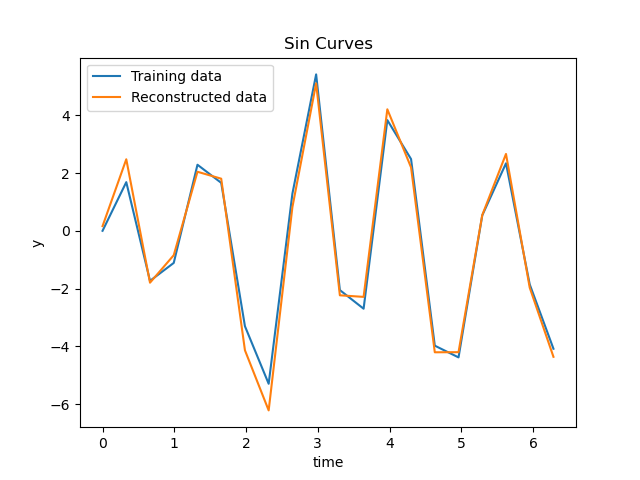 Sin Curves
Training data
Reconstructed data
4
2
0
−2
−4
−6
y
0 1 2 3 4 5 6
time